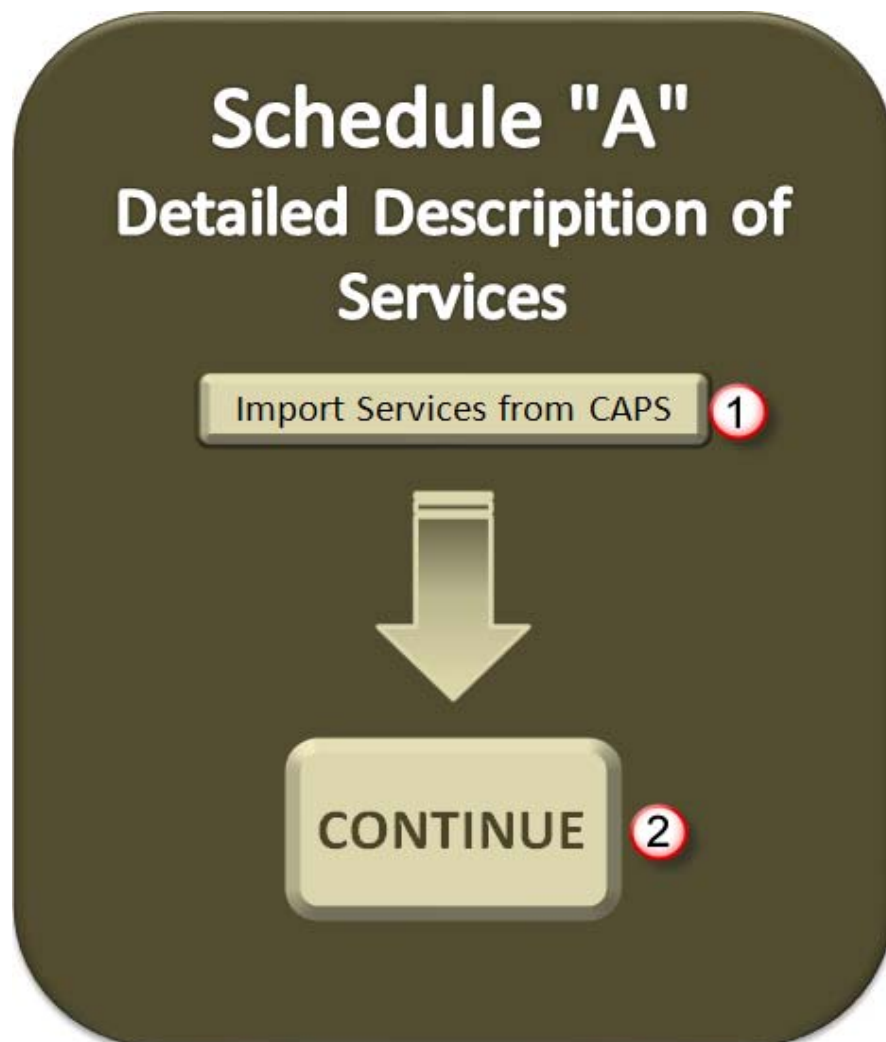 Schedule "A"
Detailed Descripition of
Services
Import Services from CAPS 1
CONTINUE 2